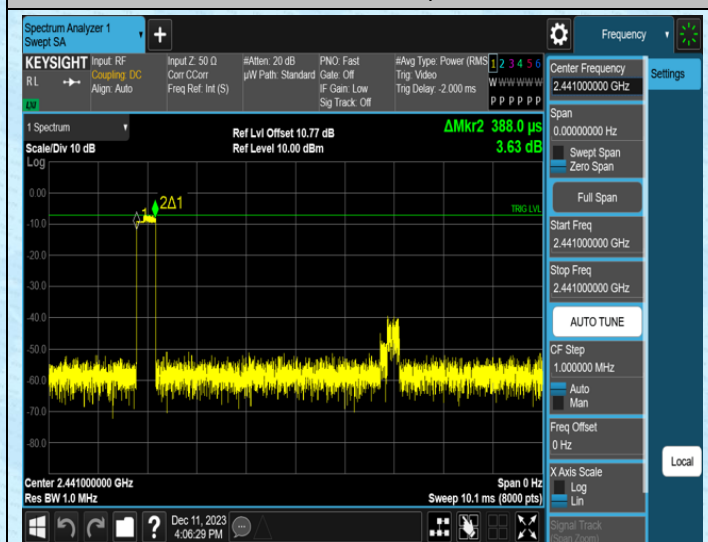 Spectrum Analyzer 1
Swept SA
+
Frequency
KEYSIGHT
RL
Input: RF
Coupling: DC
Align: Auto
Input Z: 50 Ω
Corr CCorr
Freq Ref: Int (S)
#Atten: 20 dB
µW Path: Standard
PNO: Fast
Gate: Off
IF Gain: Low
Sig Track: Off
#Avg Type: Power (RMS
Trig: Video
Trig Delay: -2.000 ms
1 2 3 4 5 6
W W W W W W
P P P P P P
LXI
1 Spectrum
Scale/Div 10 dB
Ref Lvl Offset 10.77 dB
Ref Level 10.00 dBm
ΔMkr2 388.0 µs
3.63 dB
Log
0.00
-10.0
-20.0
-30.0
-40.0
-50.0
-60.0
-70.0
-80.0
1
2Δ1
TRIG LVL
Center 2.441000000 GHz
Res BW 1.0 MHz
Span 0 Hz
Sweep 10.1 ms (8000 pts)
Center Frequency
2.441000000 GHz
Settings
Span
0.00000000 Hz
Swept Span
Zero Span
Full Span
Start Freq
2.441000000 GHz
Stop Freq
2.441000000 GHz
AUTO TUNE
CF Step
1.000000 MHz
Auto
Man
Freq Offset
0 Hz
X Axis Scale
Log
Lin
Local
Signal Track
(Span Zoom)
?
Dec 11, 2023
4:06:29 PM